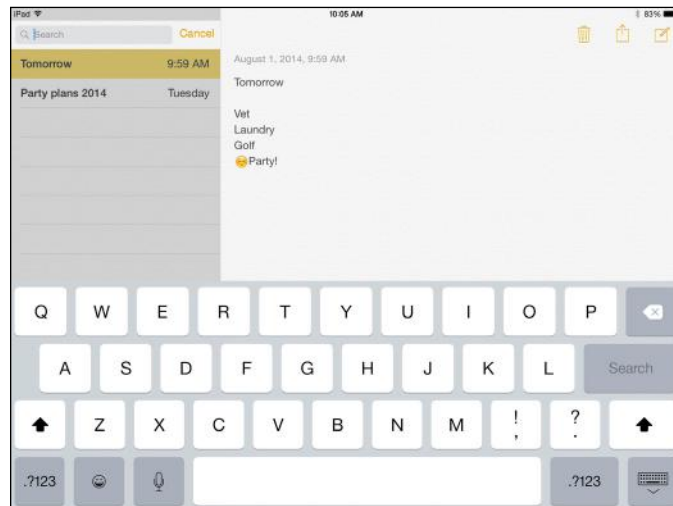 iPad
10:05 AM
83%
Search
Cancel
Tomorrow 9:59 AM
Party plans 2014 Tuesday
August 1, 2014, 9:59 AM
Tomorrow
Vet
Laundry
Golf
😊Party!
Q W E R T Y U I O P
A S D F G H J K L Search
Z X C V B N M ! , ? .
.?123 .?123